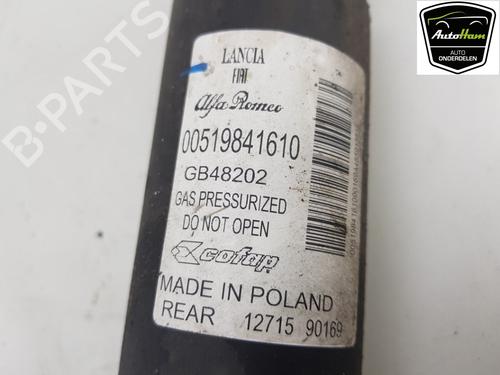 AutoHam
AUTO
ONDERDELEN
B-PARTS
LANCIA
FIAT
Alfa Romeo
00519841610
GB48202
GAS PRESSURIZED
DO NOT OPEN
cofap
MADE IN POLAND
REAR 12715 90169